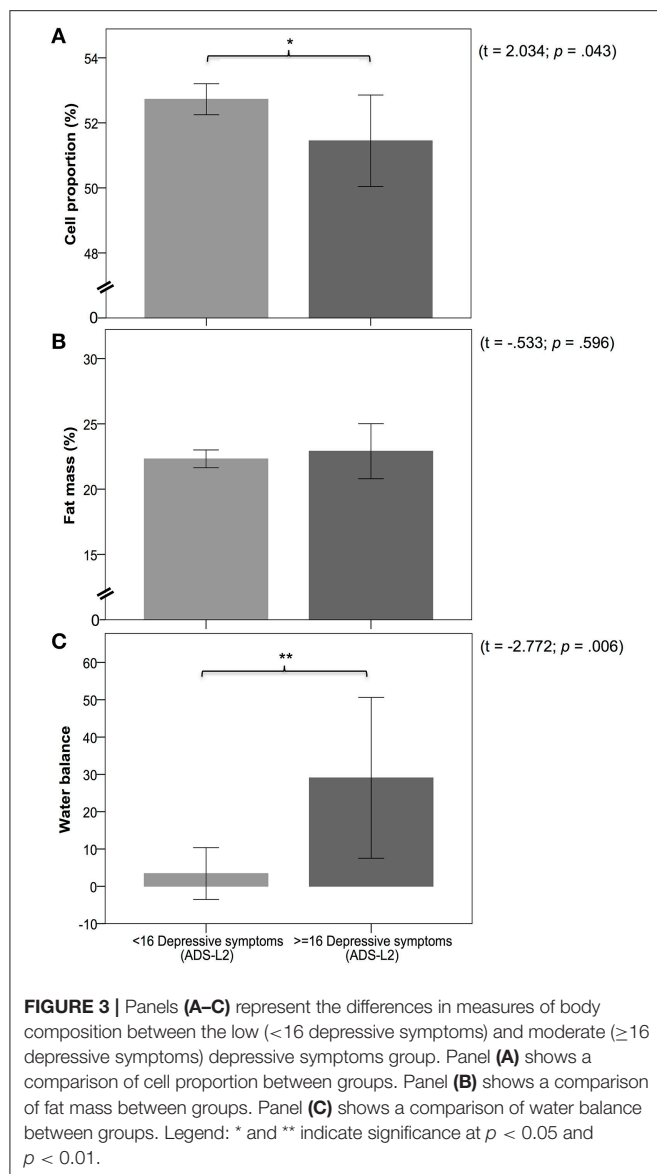 A
*
(t = 2.034; p = .043)
Cell proportion (%)
54
52
50
48
0
B
(t = -.533; p = .596)
Fat mass (%)
30
25
20
15
0
C
**
(t = -2.772; p = .006)
Water balance
60
50
40
30
20
10
0
-10
<16 Depressive symptoms (ADS-L2)
>=16 Depressive symptoms (ADS-L2)
FIGURE 3 | Panels (A–C) represent the differences in measures of body
composition between the low (<16 depressive symptoms) and moderate (≥16
depressive symptoms) depressive symptoms group. Panel (A) shows a
comparison of cell proportion between groups. Panel (B) shows a comparison
of fat mass between groups. Panel (C) shows a comparison of water balance
between groups. Legend: * and ** indicate significance at p < 0.05 and
p < 0.01.